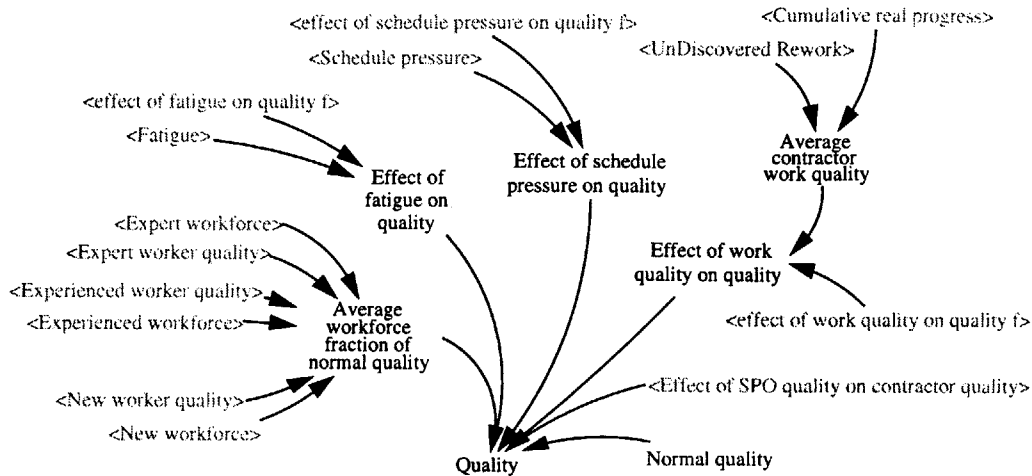 <effect of schedule pressure on quality f>
<Cumulative real progress>
<Schedule pressure>
<UnDiscovered Rework>
<effect of fatigue on quality f>
<Fatigue>
Effect of
fatigue on
quality
Effect of schedule
pressure on quality
Average
contractor
work quality
<Expert workforce>
<Expert worker quality>
<Experienced worker quality>
<Experienced workforce>
Average
workforce
fraction of
normal quality
Effect of work
quality on quality
<effect of work quality on quality f>
<New worker quality>
<New workforce>
<Effect of SPO quality on contractor quality>
Quality
Normal quality